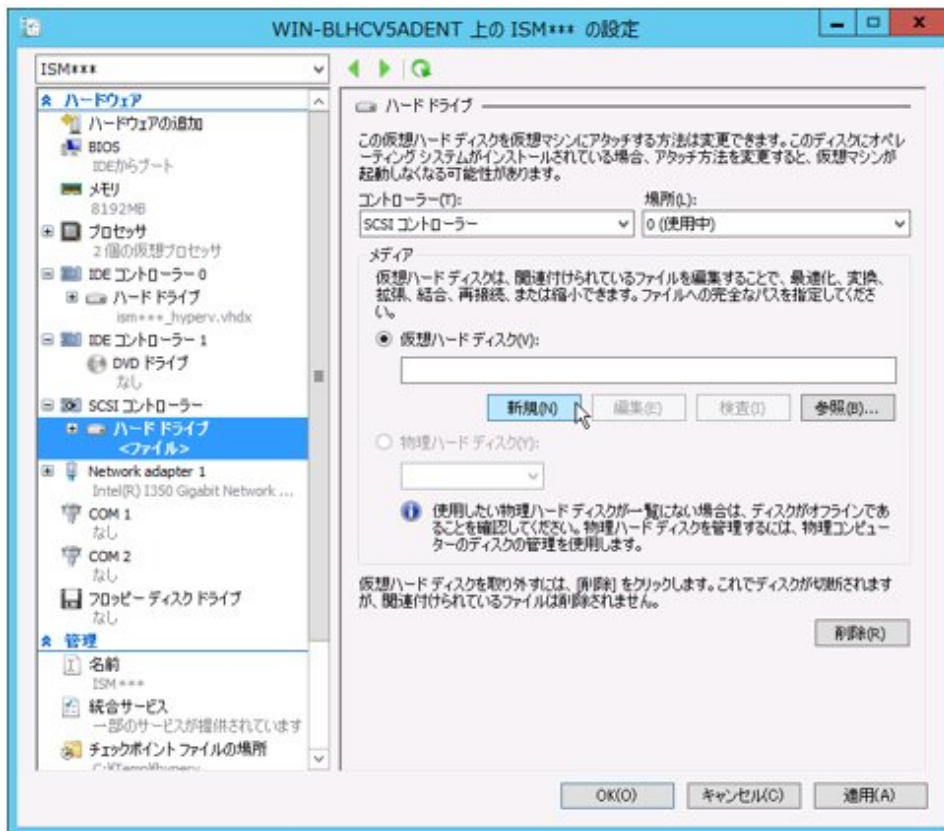 WIN-BLHCV5ADENT 上の ISM*** の設定
ISM***
ハードウェア
ハードウェアの追加
BIOS
IDEからブート
メモリ
8192MB
プロセッサ
2 個の仮想プロセッサ
IDE コントローラー 0
ハード ドライブ
ism***_hyperv.vhdx
IDE コントローラー 1
DVD ドライブ
なし
SCSI コントローラー
ハード ドライブ
<ファイル>
Network adapter 1
Intel(R) I350 Gigabit Network ...
COM 1
なし
COM 2
なし
フロッピー ディスク ドライブ
なし
管理
名前
ISM***
統合サービス
一部のサービスが提供されています
チェックポイント ファイルの場所
C:\Temp\hyperv
ハード ドライブ
この仮想ハード ディスクを仮想マシンにアタッチする方法は変更できます。このディスクにオペレ
ーティング システムがインストールされている場合、アタッチ方法を変更すると、仮想マシンが
起動しなくなる可能性があります。
コントローラー(T):
場所(L):
SCSI コントローラー
0 (使用中)
メディア
仮想ハード ディスクは、関連付けられているファイルを編集することで、最適化、変換、
拡張、結合、再接続、または縮小できます。ファイルへの完全なパスを指定してくださ
い。
仮想ハード ディスク(V):
新規(N)
編集(E)
検査(I)
参照(B)...
物理ハード ディスク(Y):
使用したい物理ハード ディスクが一覧にない場合は、ディスクがオフラインであ
ることを確認してください。物理ハード ディスクを管理するには、物理コンピュー
ターのディスクの管理を使用します。
仮想ハード ディスクを取り外すには、[削除] をクリックします。これでディスクが切断されます
が、関連付けられているファイルは削除されません。
削除(R)
OK(O)
キャンセル(C)
適用(A)